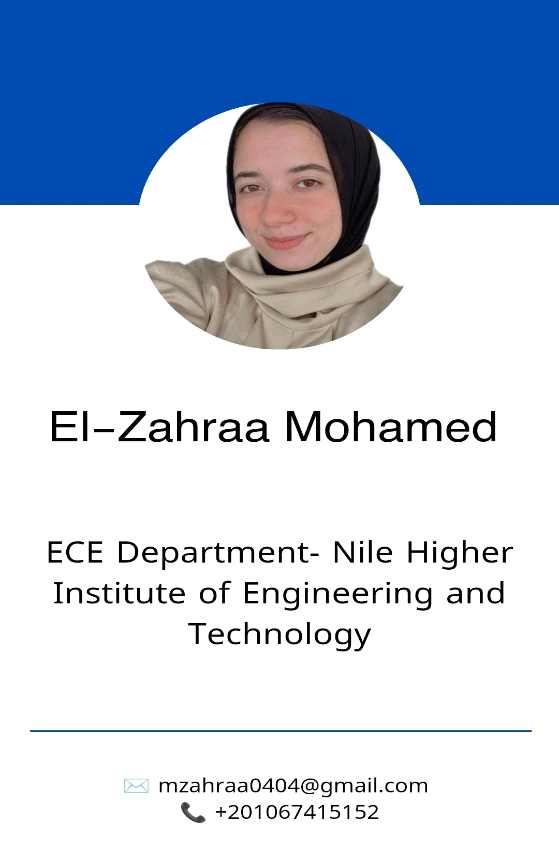 El-Zahraa Mohamed
ECE Department- Nile Higher
Institute of Engineering and
Technology
✉️ mzahraa0404@gmail.com
📞 +201067415152